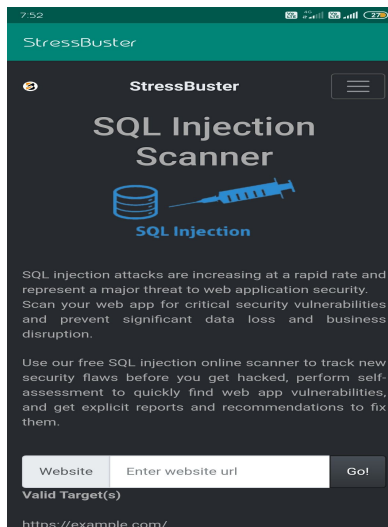 7:52
4G
27
StressBuster
StressBuster
SQL Injection
Scanner
SQL Injection
SQL injection attacks are increasing at a rapid rate and
represent a major threat to web application security.
Scan your web app for critical security vulnerabilities
and prevent significant data loss and business
disruption.
Use our free SQL injection online scanner to track new
security flaws before you get hacked, perform self-
assessment to quickly find web app vulnerabilities,
and get explicit reports and recommendations to fix
them.
Website Enter website url Go!
Valid Target(s)
https://example.com/